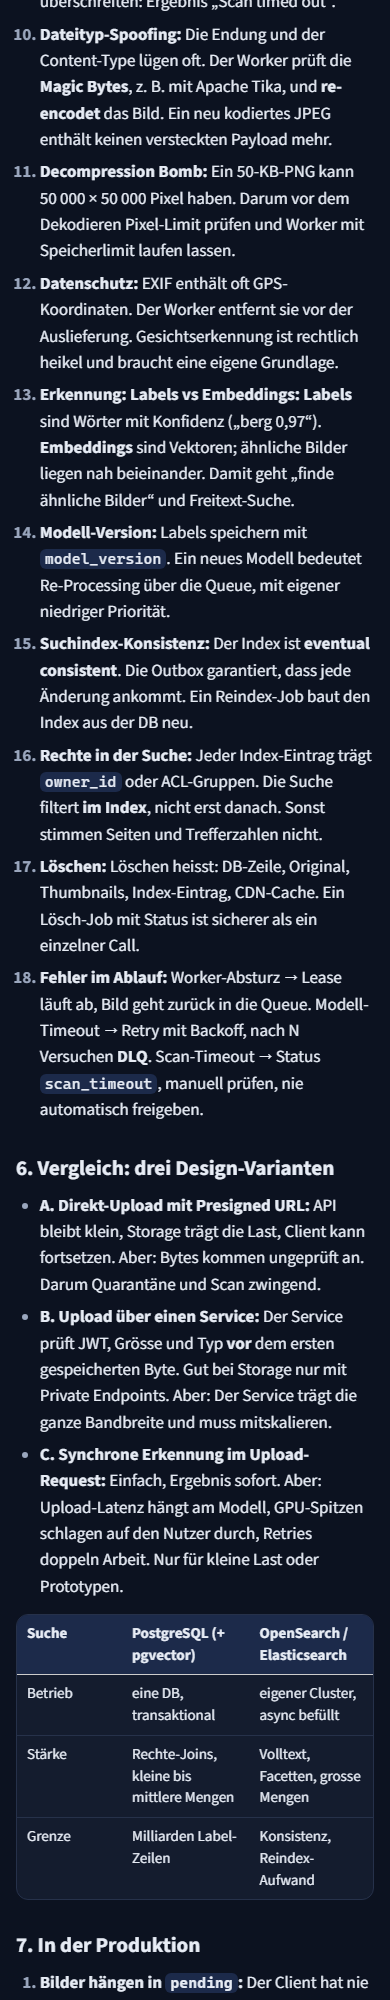 überschreiten: Ergebnis „Scan timed out".
10. Dateityp-Spoofing: Die Endung und der
Content-Type lügen oft. Der Worker prüft die
Magic Bytes, z. B. mit Apache Tika, und re-
encodet das Bild. Ein neu kodiertes JPEG
enthält keinen versteckten Payload mehr.
11. Decompression Bomb: Ein 50-KB-PNG kann
50 000 × 50 000 Pixel haben. Darum vor dem
Dekodieren Pixel-Limit prüfen und Worker mit
Speicherlimit laufen lassen.
12. Datenschutz: EXIF enthält oft GPS-
Koordinaten. Der Worker entfernt sie vor der
Auslieferung. Gesichtserkennung ist rechtlich
heikel und braucht eine eigene Grundlage.
13. Erkennung: Labels vs Embeddings: Labels
sind Wörter mit Konfidenz („berg 0,97“).
Embeddings sind Vektoren; ähnliche Bilder
liegen nah beieinander. Damit geht „finde
ähnliche Bilder“ und Freitext-Suche.
14. Modell-Version: Labels speichern mit
model_version. Ein neues Modell bedeutet
Re-Processing über die Queue, mit eigener
niedriger Priorität.
15. Suchindex-Konsistenz: Der Index ist eventual
consistent. Die Outbox garantiert, dass jede
Änderung ankommt. Ein Reindex-Job baut den
Index aus der DB neu.
16. Rechte in der Suche: Jeder Index-Eintrag trägt
owner_id oder ACL-Gruppen. Die Suche
filtert im Index, nicht erst danach. Sonst
stimmen Seiten und Trefferzahlen nicht.
17. Löschen: Löschen heisst: DB-Zeile, Original,
Thumbnails, Index-Eintrag, CDN-Cache. Ein
Lösch-Job mit Status ist sicherer als ein
einzelner Call.
18. Fehler im Ablauf: Worker-Absturz → Lease
läuft ab, Bild geht zurück in die Queue. Modell-
Timeout → Retry mit Backoff, nach N
Versuchen DLQ. Scan-Timeout → Status
scan_timeout, manuell prüfen, nie
automatisch freigeben.
6. Vergleich: drei Design-Varianten
• A. Direkt-Upload mit Presigned URL: API
bleibt klein, Storage trägt die Last, Client kann
fortsetzen. Aber: Bytes kommen ungeprüft an.
Darum Quarantäne und Scan zwingend.
• B. Upload über einen Service: Der Service
prüft JWT, Grösse und Typ vor dem ersten
gespeicherten Byte. Gut bei Storage nur mit
Private Endpoints. Aber: Der Service trägt die
ganze Bandbreite und muss mitskalieren.
• C. Synchrone Erkennung im Upload-
Request: Einfach, Ergebnis sofort. Aber:
Upload-Latenz hängt am Modell, GPU-Spitzen
schlagen auf den Nutzer durch, Retries
doppeln Arbeit. Nur für kleine Last oder
Prototypen.
Suche
PostgreSQL (+
pgvector)
OpenSearch /
Elasticsearch
Betrieb
eine DB,
transaktional
eigener Cluster,
async befüllt
Stärke
Rechte-Joins,
kleine bis
mittlere Mengen
Volltext,
Facetten, grosse
Mengen
Grenze
Milliarden Label-
Zeilen
Konsistenz,
Reindex-
Aufwand
7. In der Produktion
1. Bilder hängen in pending: Der Client hat nie